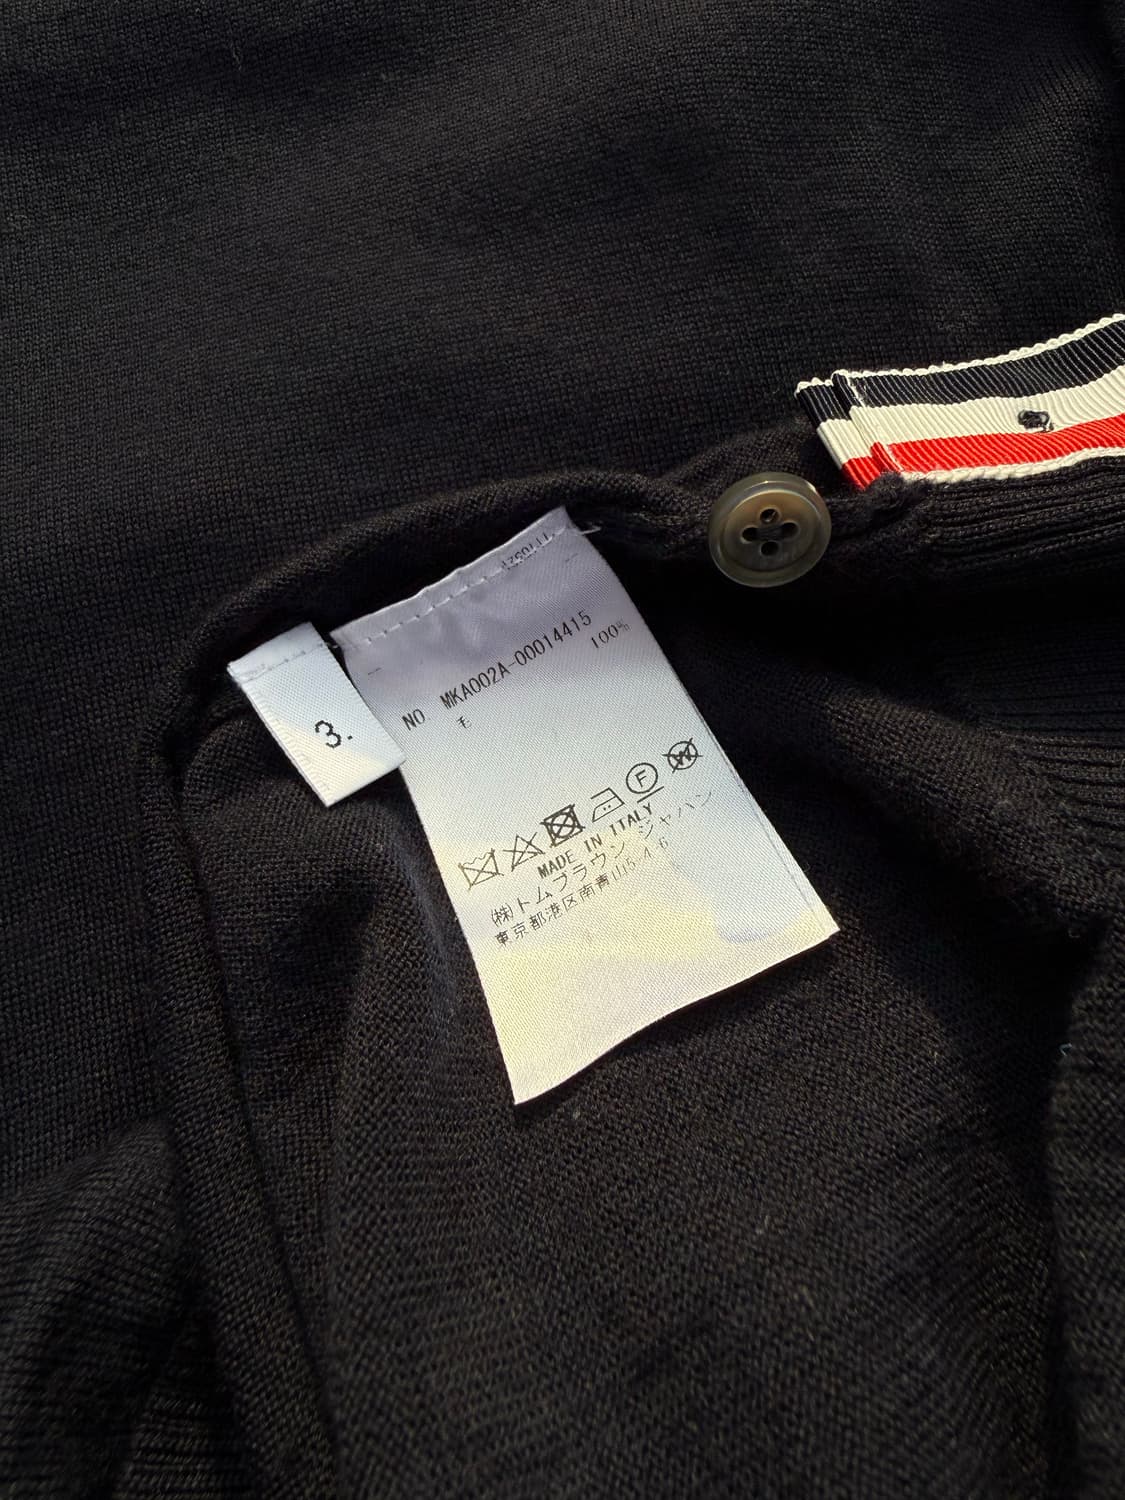 3.
NO MKA002A-00014415
毛 100%
MADE IN ITALY
(株)トムブラウン ジャパン
東京都港区南青山5-4-6